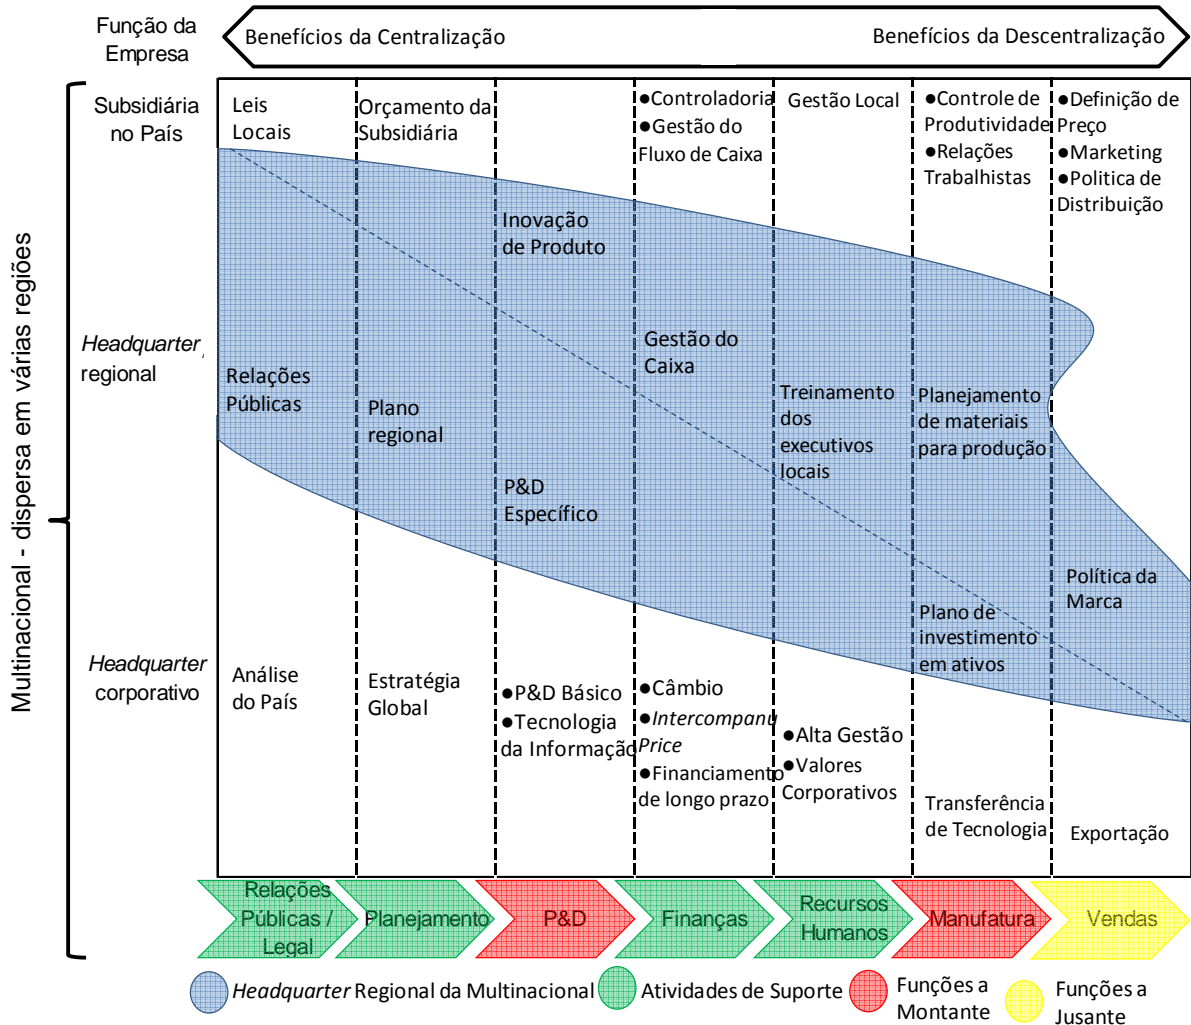 Função da
Empresa
Benefícios da Centralização
Benefícios da Descentralização
Multinacional - dispersa em várias regiões
Subsidiária
no País
Leis
Locais
Orçamento da
Subsidiária
●Controladoria
●Gestão do
Fluxo de Caixa
Gestão Local
●Controle de
Produtividade
●Relações
Trabalhistas
●Definição de
Preço
●Marketing
●Politica de
Distribuição
Headquarter
regional
Relações
Públicas
Plano
regional
Inovação
de Produto
P&D
Específico
Gestão do
Caixa
Treinamento
dos
executivos
locais
Planejamento
de materiais
para produção
Plano de
investimento
em ativos
Política da
Marca
Headquarter
corporativo
Análise
do País
Estratégia
Global
●P&D Básico
●Tecnologia
da Informação
●Câmbio
●Intercompany
Price
●Financiamento
de longo prazo
●Alta Gestão
●Valores
Corporativos
Transferência
de Tecnologia
Exportação
Relações
Públicas /
Legal
Planejamento
P&D
Finanças
Recursos
Humanos
Manufatura
Vendas
Headquarter Regional da Multinacional
Atividades de Suporte
Funções a
Montante
Funções a
Jusante